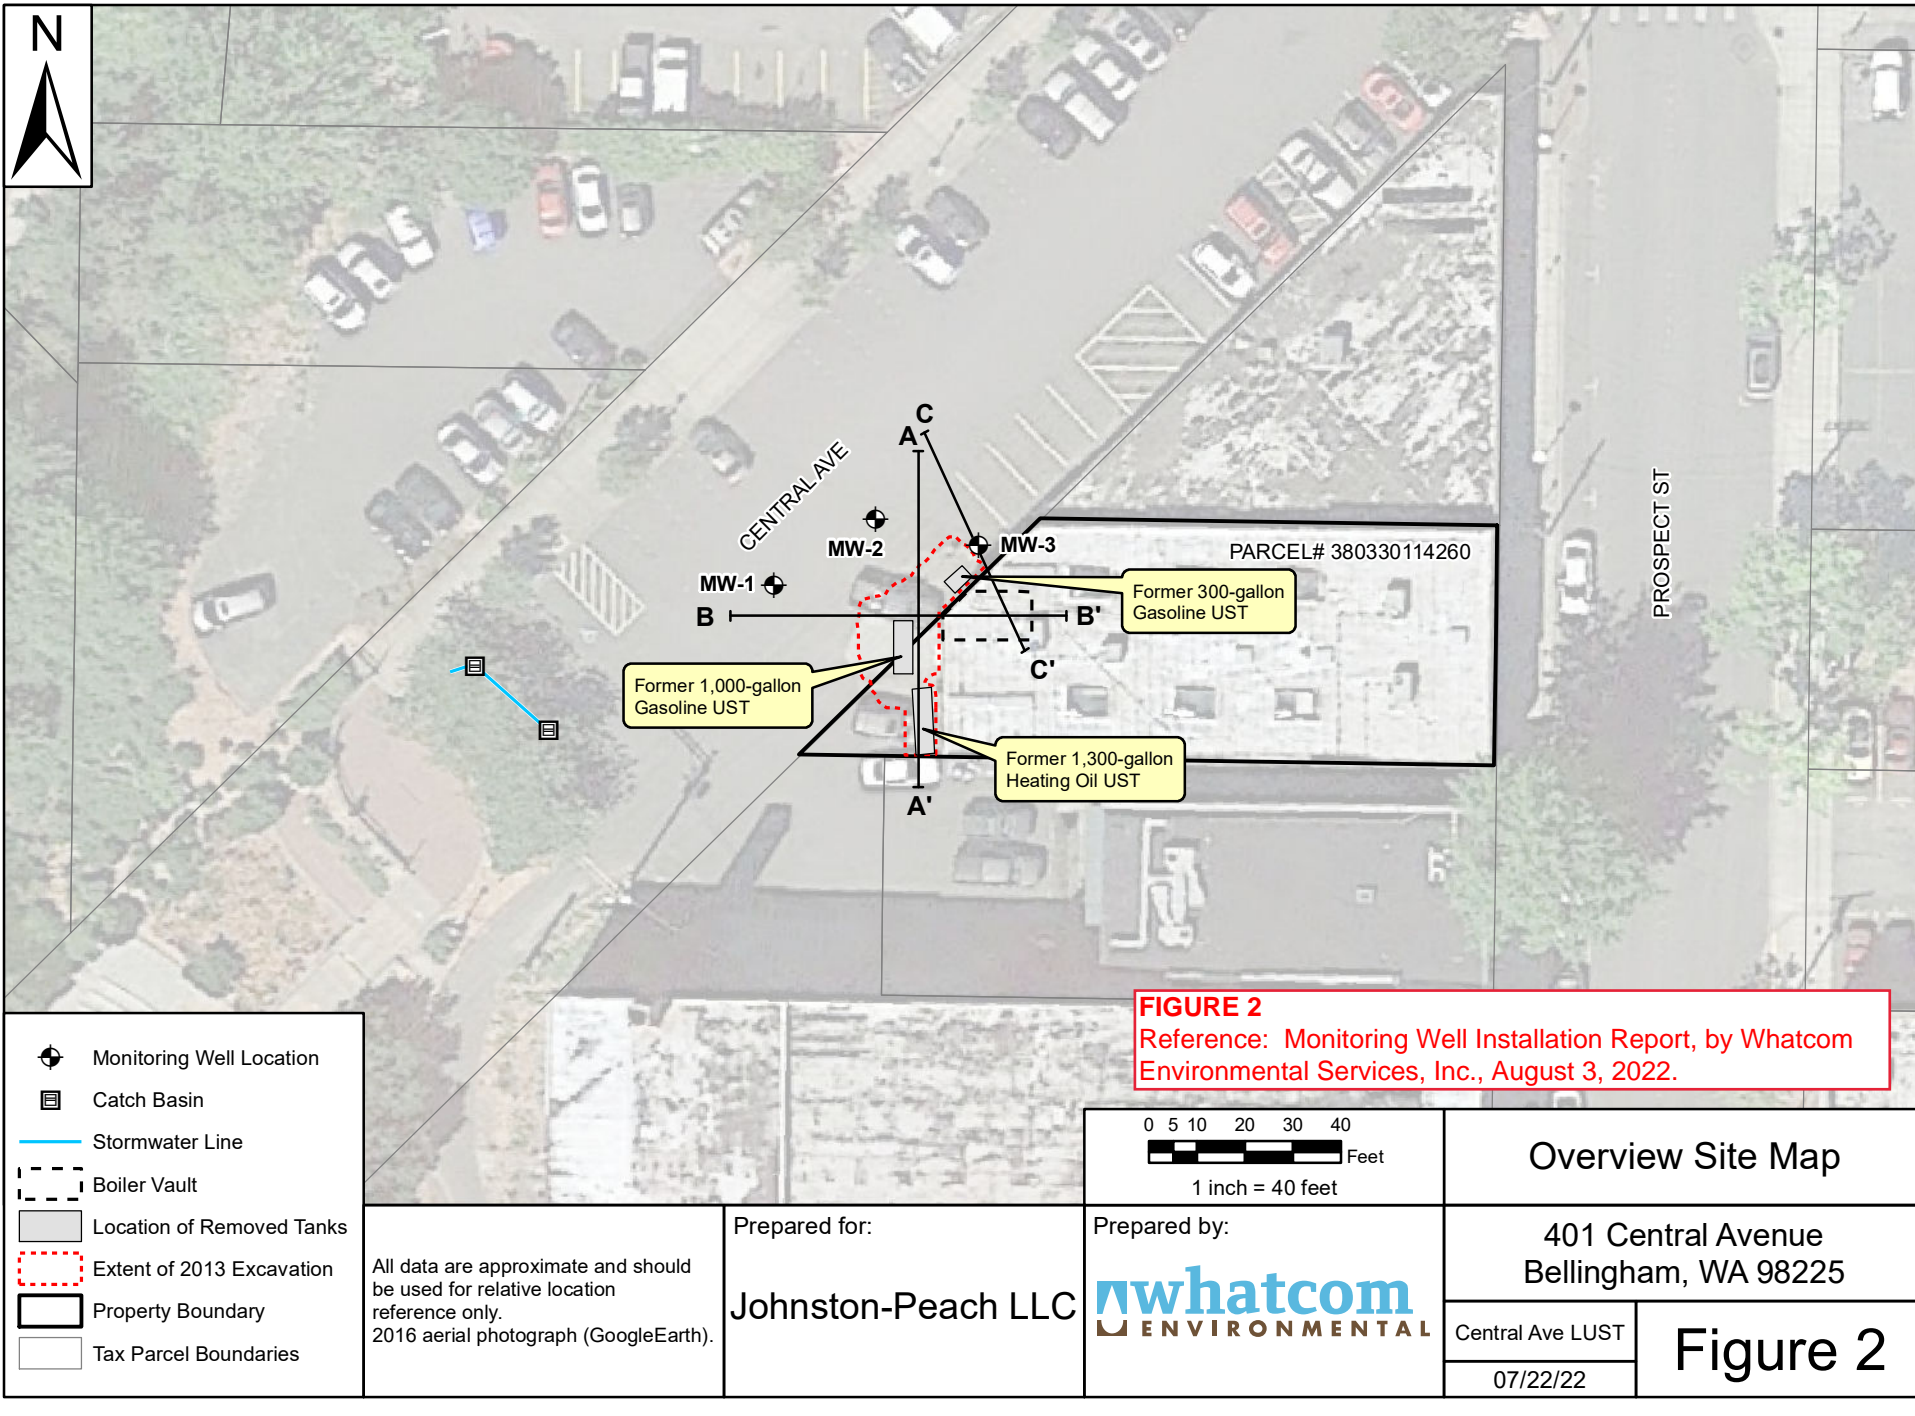 N
C
A
CENTRAL AVE
MW-2
MW-3
PARCEL# 380330114260
PROSPECT ST
MW-1
Former 300-gallon
Gasoline UST
B
B'
C'
Former 1,000-gallon
Gasoline UST
Former 1,300-gallon
Heating Oil UST
A'
FIGURE 2
Reference: Monitoring Well Installation Report, by Whatcom
Environmental Services, Inc., August 3, 2022.
Monitoring Well Location
Catch Basin
Stormwater Line
Boiler Vault
Location of Removed Tanks
Extent of 2013 Excavation
Property Boundary
Tax Parcel Boundaries
All data are approximate and should
be used for relative location
reference only.
2016 aerial photograph (GoogleEarth).
Prepared for:
Johnston-Peach LLC
0 5 10 20 30 40
Feet
1 inch = 40 feet
Prepared by:
whatcom
ENVIRONMENTAL
Overview Site Map
401 Central Avenue
Bellingham, WA 98225
Central Ave LUST
07/22/22
Figure 2